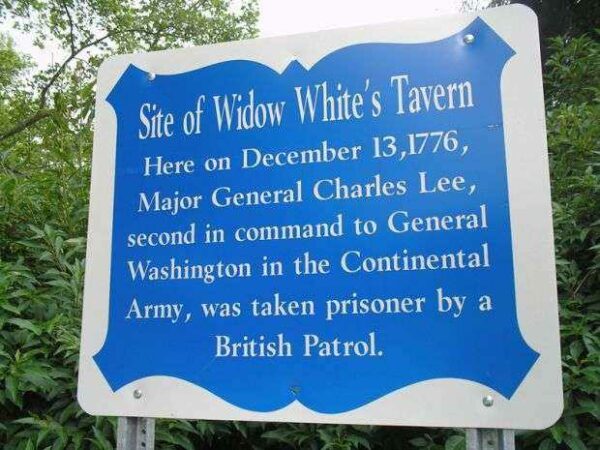 Site of Widow White's Tavern
Here on December 13,1776,
Major General Charles Lee,
second in command to General
Washington in the Continental
Army, was taken prisoner by a
British Patrol.